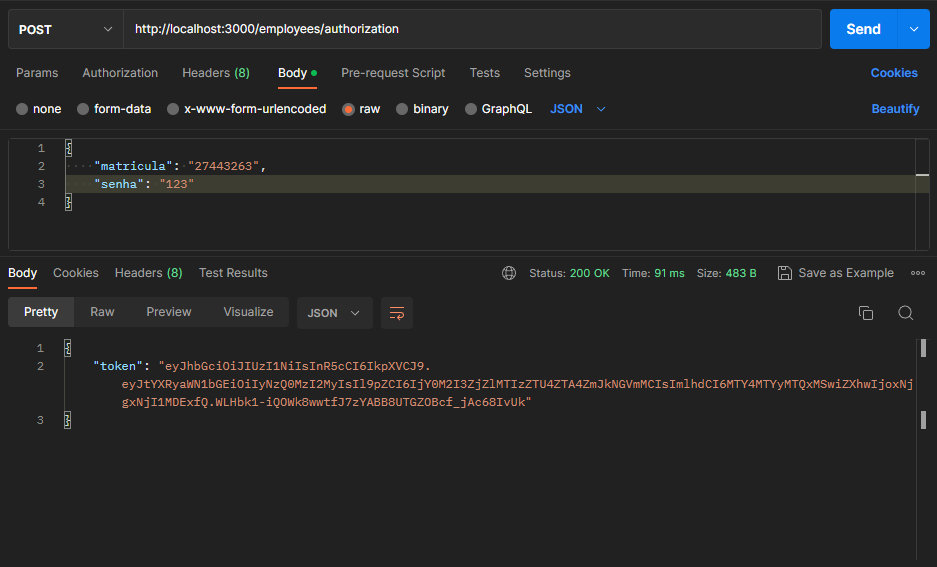 POST http://localhost:3000/employees/authorization Send
Params Authorization Headers (8) Body Pre-request Script Tests Settings Cookies
none form-data x-www-form-urlencoded raw binary GraphQL JSON Beautify
1 {
2 "matricula": "27443263",
3 "senha": "123"
4 }
Body Cookies Headers (8) Test Results Status: 200 OK Time: 91 ms Size: 483 B Save as Example
Pretty Raw Preview Visualize JSON
1 {
2 "token": "eyJhbGciOiJIUzI1NiIsInR5cCI6IkpXVCJ9.
eyJtYXRyaWN1bGEiOiIyNzQ0MzI2MyIsIl9pZCI6IjY0M2I3ZjZlMTIzZTU4ZTA4ZmJkNGVmMCIsImlhdCI6MTY4MTYyMTQxMSwiZXhwIjoxNj
gxNjI1MDExfQ.WLHbk1-iQOWk8wwtfJ7zYABB8UTGZOBcf_jAc68IvUk"
3 }